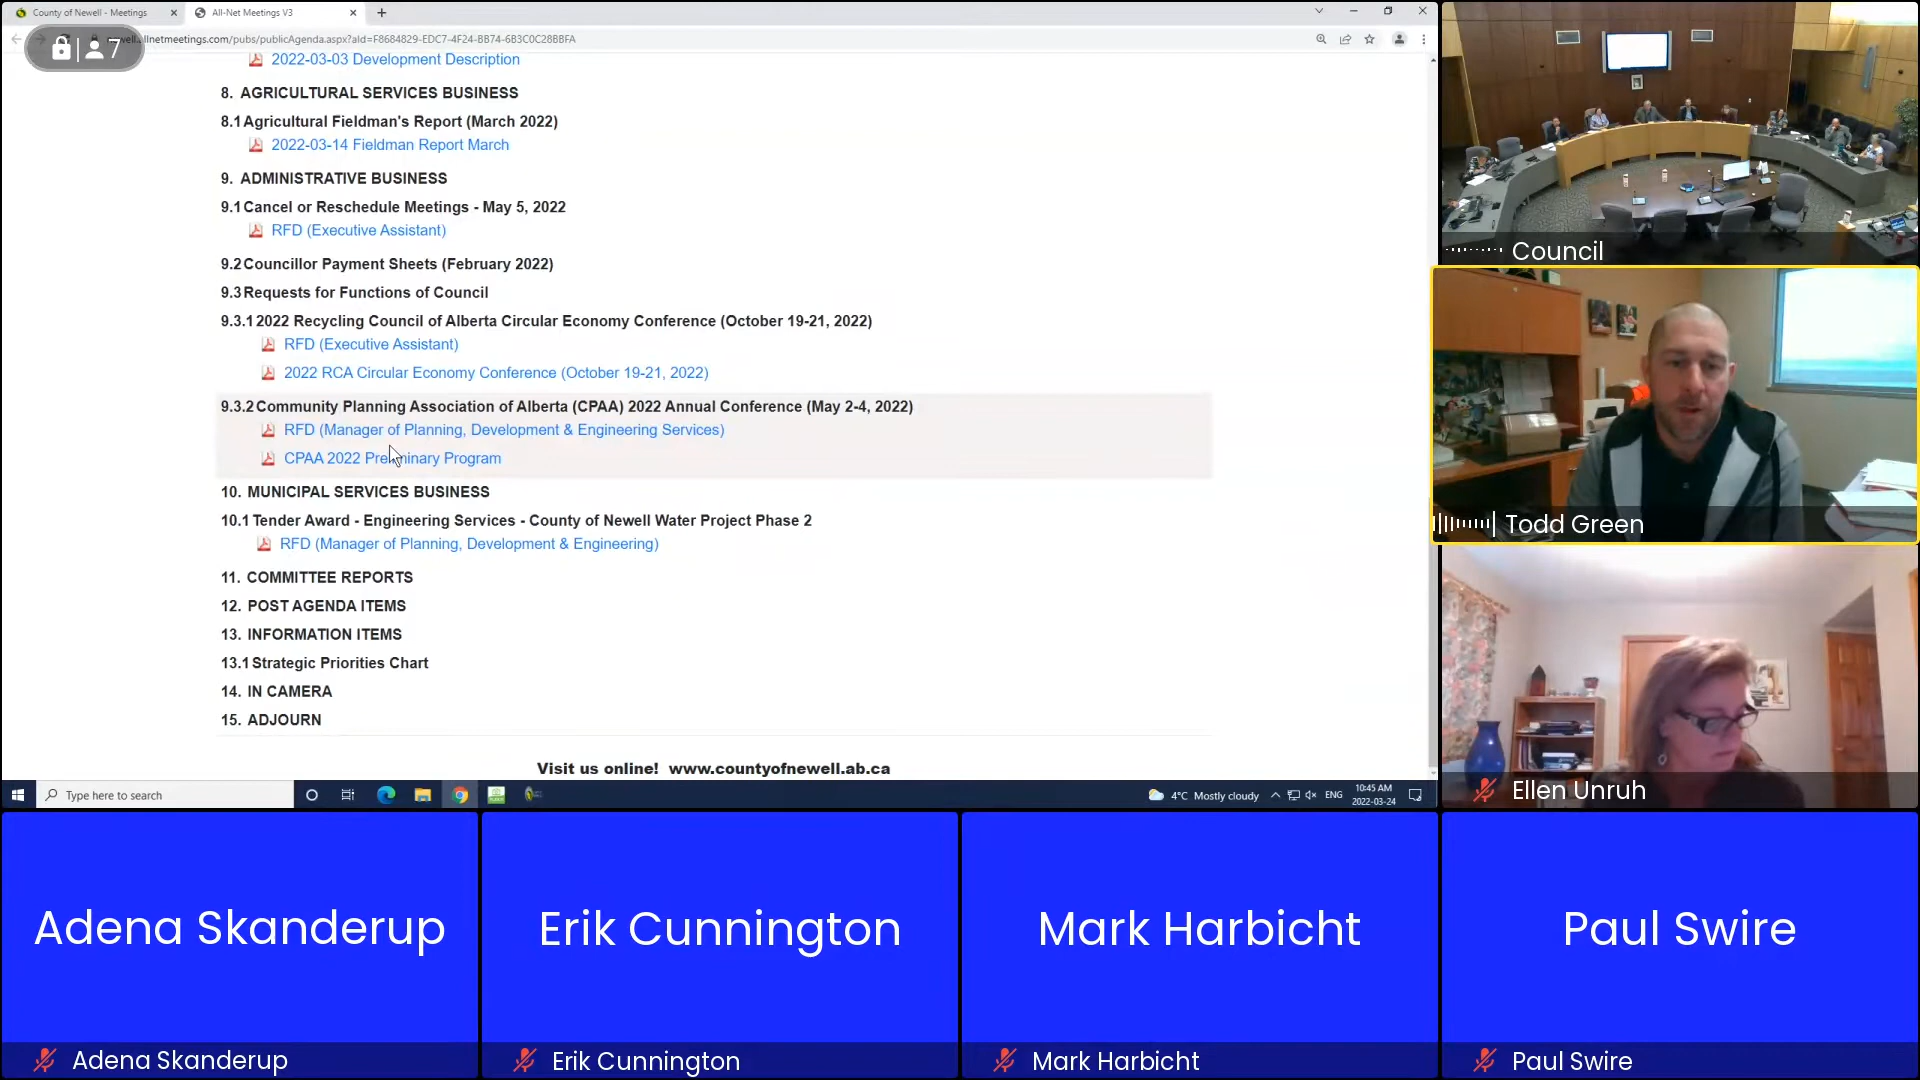 County of Newell - Meetings
All-Net Meetings V3
llnetmeetings.com/pubs/publicAgenda.aspx?aId=F8684829-EDC7-4F24-BB74-6B3C0C28BBFA
7
2022-03-03 Development Description
8. AGRICULTURAL SERVICES BUSINESS
8.1 Agricultural Fieldman's Report (March 2022)
2022-03-14 Fieldman Report March
9. ADMINISTRATIVE BUSINESS
9.1 Cancel or Reschedule Meetings - May 5, 2022
RFD (Executive Assistant)
9.2 Councillor Payment Sheets (February 2022)
9.3 Requests for Functions of Council
9.3.1 2022 Recycling Council of Alberta Circular Economy Conference (October 19-21, 2022)
RFD (Executive Assistant)
2022 RCA Circular Economy Conference (October 19-21, 2022)
9.3.2 Community Planning Association of Alberta (CPAA) 2022 Annual Conference (May 2-4, 2022)
RFD (Manager of Planning, Development & Engineering Services)
CPAA 2022 Preliminary Program
10. MUNICIPAL SERVICES BUSINESS
10.1 Tender Award - Engineering Services - County of Newell Water Project Phase 2
RFD (Manager of Planning, Development & Engineering)
11. COMMITTEE REPORTS
12. POST AGENDA ITEMS
13. INFORMATION ITEMS
13.1 Strategic Priorities Chart
14. IN CAMERA
15. ADJOURN
Visit us online! www.countyofnewell.ab.ca
Type here to search
4°C Mostly cloudy
ENG
10:45 AM
2022-03-24
Council
Todd Green
Ellen Unruh
Adena Skanderup
Erik Cunnington
Mark Harbicht
Paul Swire
Adena Skanderup
Erik Cunnington
Mark Harbicht
Paul Swire